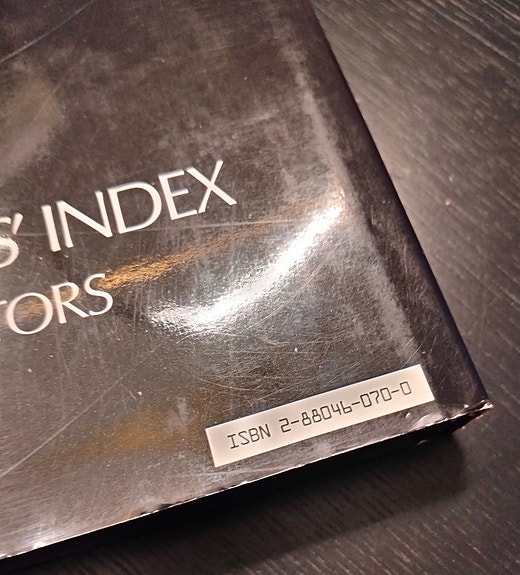 S' INDEX
TORS
ISBN 2-88046-070-0